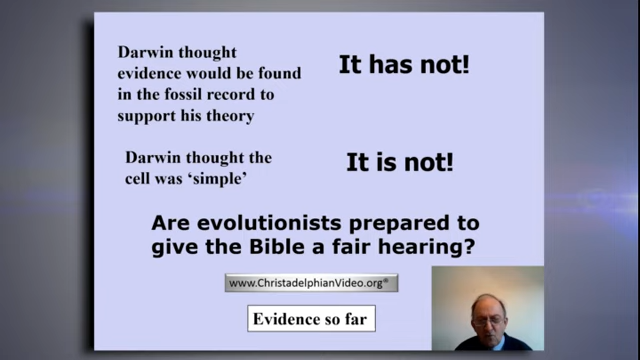 Darwin thought
evidence would be found
in the fossil record to
support his theory
It has not!
Darwin thought the
cell was ‘simple’
It is not!
Are evolutionists prepared to
give the Bible a fair hearing?
www.ChristadelphianVideo.org®
Evidence so far